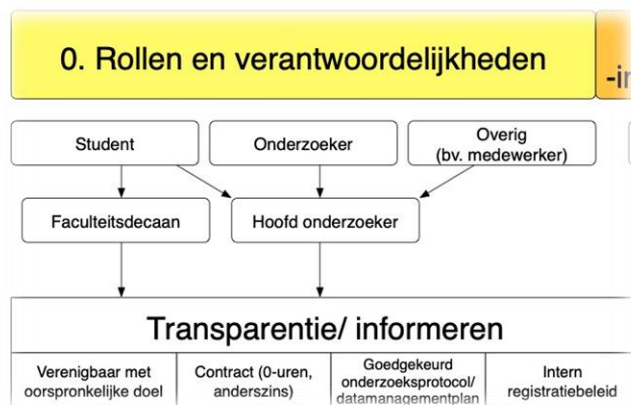 0. Rollen en verantwoordelijkheden
Student
Onderzoeker
Overig
(bv. medewerker)
Faculteitsdecaan
Hoofd onderzoeker
Transparentie/ informeren
Verenigbaar met
oorspronkelijke doel
Contract (0-uren,
anderszins)
Goedgekeurd
onderzoeksprotocol/
datamanagementplan
Intern
registratiebeleid